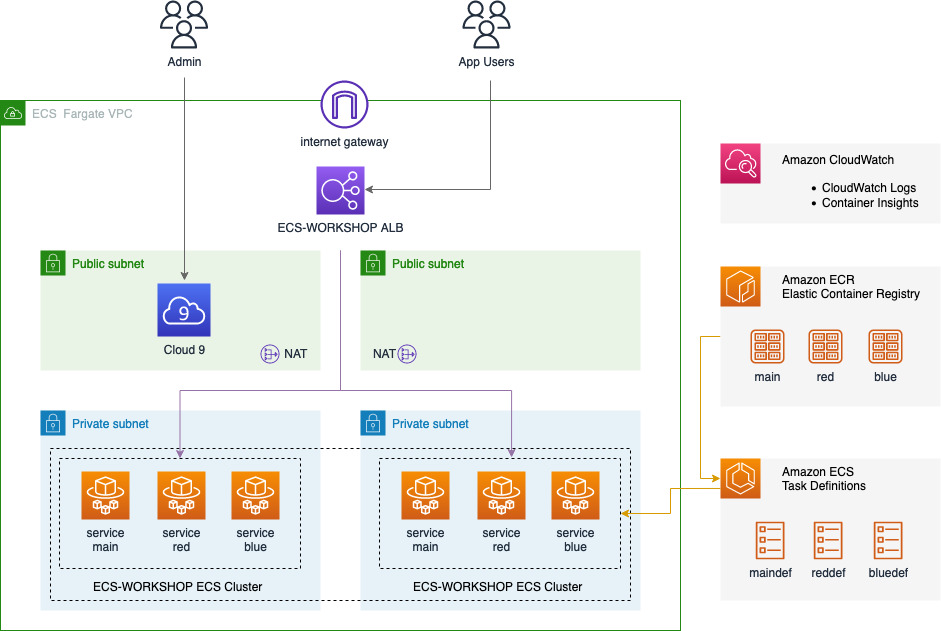 Admin
App Users
ECS Fargate VPC
internet gateway
ECS-WORKSHOP ALB
Amazon CloudWatch
• CloudWatch Logs
• Container Insights
Public subnet
Public subnet
9
Cloud 9
NAT
NAT
Amazon ECR
Elastic Container Registry
main
red
blue
Private subnet
Private subnet
service
main
service
red
service
blue
service
main
service
red
service
blue
ECS-WORKSHOP ECS Cluster
ECS-WORKSHOP ECS Cluster
Amazon ECS
Task Definitions
maindef
reddef
bluedef